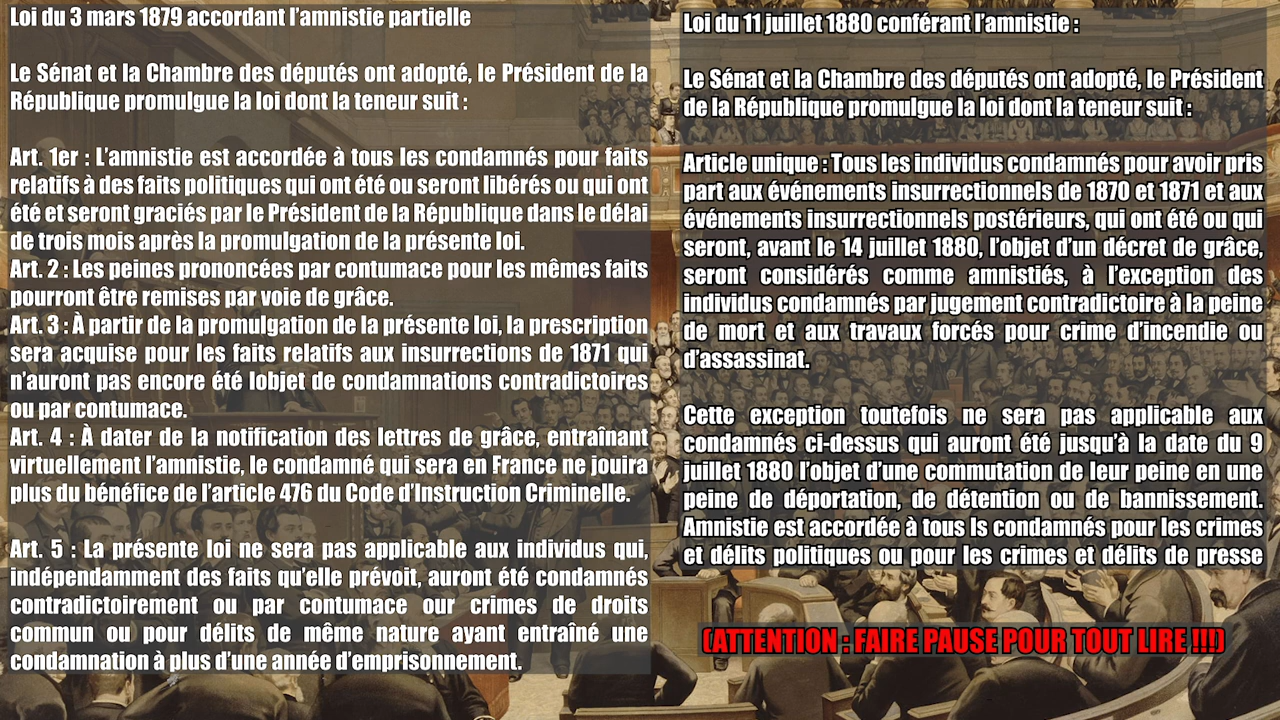 Loi du 3 mars 1879 accordant l’amnistie partielle
Le Sénat et la Chambre des députés ont adopté, le Président de la
République promulgue la loi dont la teneur suit :
Art. 1er : L’amnistie est accordée à tous les condamnés pour faits
relatifs à des faits politiques qui ont été ou seront libérés ou qui ont
été et seront graciés par le Président de la République dans le délai
de trois mois après la promulgation de la présente loi.
Art. 2 : Les peines prononcées par contumace pour les mêmes faits
pourront être remises par voie de grâce.
Art. 3 : À partir de la promulgation de la présente loi, la prescription
sera acquise pour les faits relatifs aux insurrections de 1871 qui
n’auront pas encore été lobjet de condamnations contradictoires
ou par contumace.
Art. 4 : À dater de la notification des lettres de grâce, entraînant
virtuellement l’amnistie, le condamné qui sera en France ne jouira
plus du bénéfice de l’article 476 du Code d’Instruction Criminelle.
Art. 5 : La présente loi ne sera pas applicable aux individus qui,
indépendamment des faits qu’elle prévoit, auront été condamnés
contradictoirement ou par contumace our crimes de droits
commun ou pour délits de même nature ayant entraîné une
condamnation à plus d’une année d’emprisonnement.
Loi du 11 juillet 1880 conférant l’amnistie :
Le Sénat et la Chambre des députés ont adopté, le Président
de la République promulgue la loi dont la teneur suit :
Article unique : Tous les individus condamnés pour avoir pris
part aux événements insurrectionnels de 1870 et 1871 et aux
événements insurrectionnels postérieurs, qui ont été ou qui
seront, avant le 14 juillet 1880, l’objet d’un décret de grâce,
seront considérés comme amnistiés, à l’exception des
individus condamnés par jugement contradictoire à la peine
de mort et aux travaux forcés pour crime d’incendie ou
d’assassinat.
Cette exception toutefois ne sera pas applicable aux
condamnés ci-dessus qui auront été jusqu’à la date du 9
juillet 1880 l’objet d’une commutation de leur peine en une
peine de déportation, de détention ou de bannissement.
Amnistie est accordée à tous ls condamnés pour les crimes
et délits politiques ou pour les crimes et délits de presse
(ATTENTION : FAIRE PAUSE POUR TOUT LIRE !!!)